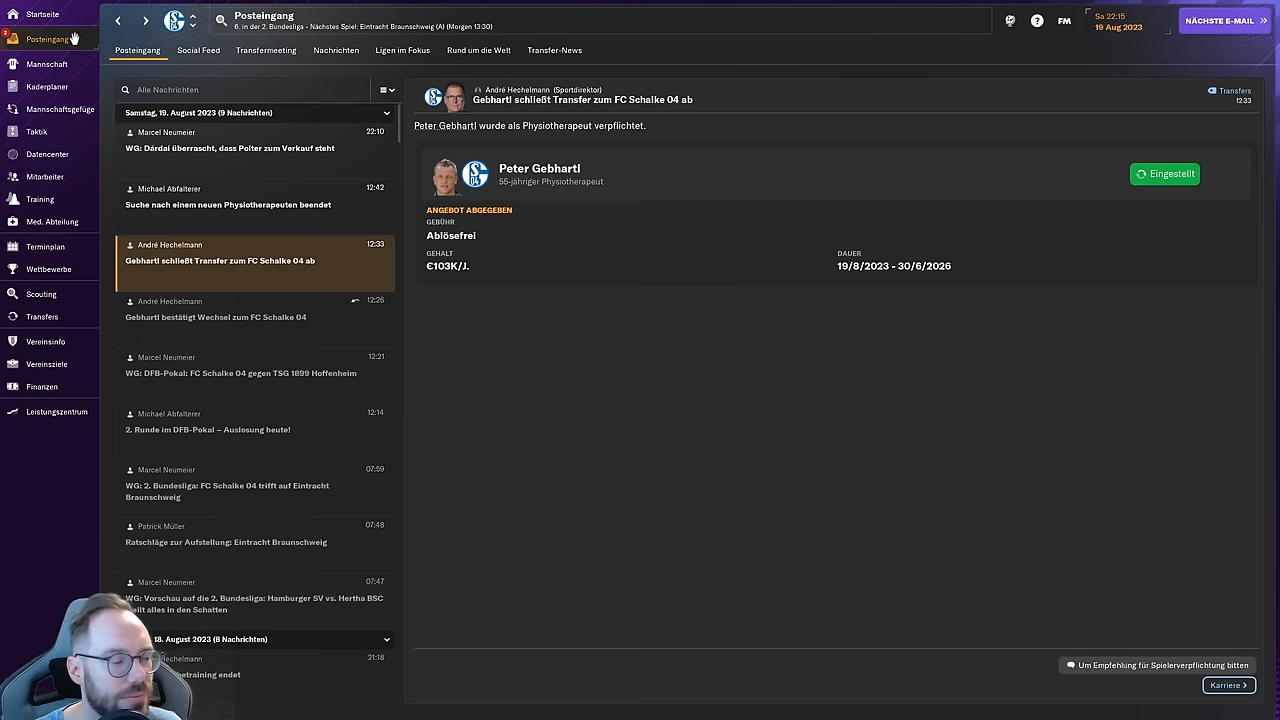 Startseite
Posteingang
2
Mannschaft
Kaderplaner
Mannschaftsgefüge
Taktik
Datencenter
Mitarbeiter
Training
Med. Abteilung
Terminplan
Wettbewerbe
Scouting
Transfers
Vereinsinfo
Vereinsziele
Finanzen
Leistungszentrum
Posteingang
6. in der 2. Bundesliga - Nächstes Spiel: Eintracht Braunschweig (A) (Morgen 13:30)
FM
Sa 22:15
19 Aug 2023
NÄCHSTE E-MAIL
Posteingang Social Feed Transfermeeting Nachrichten Ligen im Fokus Rund um die Welt Transfer-News
Alle Nachrichten
Samstag, 19. August 2023 (9 Nachrichten)
Marcel Neumeier 22:10
WG: Dárdai überrascht, dass Polter zum Verkauf steht
Michael Abfalterer 12:42
Suche nach einem neuen Physiotherapeuten beendet
André Hechelmann 12:33
Gebhartl schließt Transfer zum FC Schalke 04 ab
André Hechelmann 12:26
Gebhartl bestätigt Wechsel zum FC Schalke 04
Marcel Neumeier 12:21
WG: DFB-Pokal: FC Schalke 04 gegen TSG 1899 Hoffenheim
Michael Abfalterer 12:14
2. Runde im DFB-Pokal – Auslosung heute!
Marcel Neumeier 07:59
WG: 2. Bundesliga: FC Schalke 04 trifft auf Eintracht
Braunschweig
Patrick Müller 07:48
Ratschläge zur Aufstellung: Eintracht Braunschweig
Marcel Neumeier 07:47
WG: Vorschau auf die 2. Bundesliga: Hamburger SV vs. Hertha BSC
alles in den Schatten
18. August 2023 (8 Nachrichten)
Hechelmann 21:18
endet
André Hechelmann (Sportdirektor)
Gebhartl schließt Transfer zum FC Schalke 04 ab
Transfers
12:33
Peter Gebhartl wurde als Physiotherapeut verpflichtet.
Peter Gebhartl
55-jähriger Physiotherapeut
Eingestellt
ANGEBOT ABGEGEBEN
GEBÜHR
Ablösefrei
GEHALT DAUER
€103K/J. 19/8/2023 - 30/6/2026
Um Empfehlung für Spielerverpflichtung bitten
Karriere